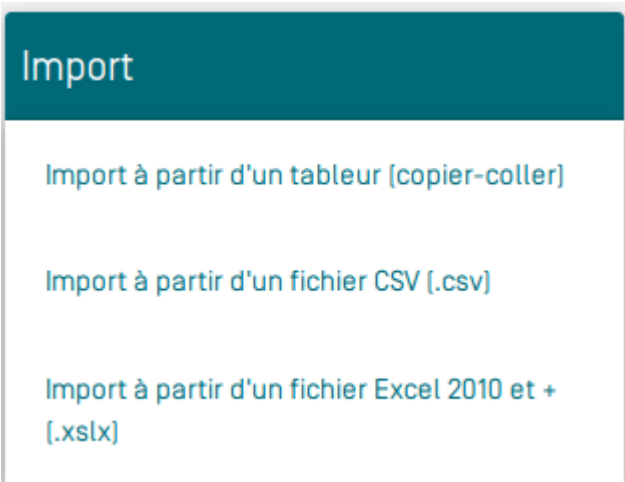 Import
Import à partir d'un tableur (copier-coller)
Import à partir d'un fichier CSV (.csv)
Import à partir d'un fichier Excel 2010 et +
(.xslx)